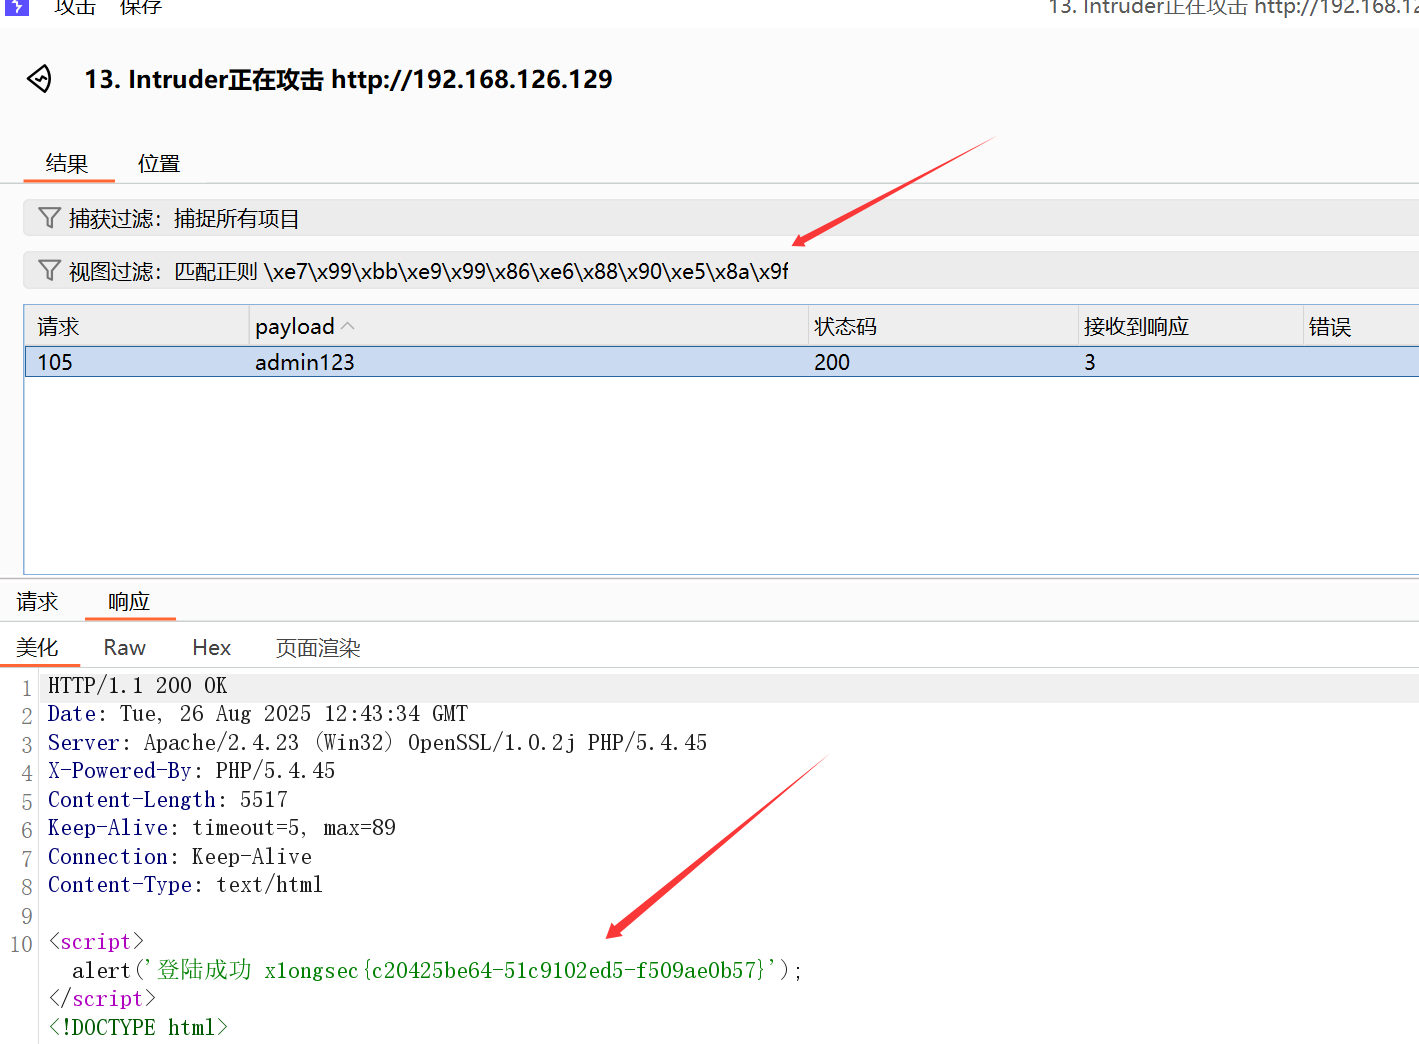 攻击 保存 13. Intruder正在攻击 http://192.168.12
13. Intruder正在攻击 http://192.168.126.129
结果 位置
捕获过滤：捕捉所有项目
视图过滤：匹配正则 \xe7\x99\xbb\xe9\x99\x86\xe6\x88\x90\xe5\x8a\x9f
请求 payload 状态码 接收到响应 错误
105 admin123 200 3
请求 响应
美化 Raw Hex 页面渲染
1 HTTP/1.1 200 OK
2 Date: Tue, 26 Aug 2025 12:43:34 GMT
3 Server: Apache/2.4.23 (Win32) OpenSSL/1.0.2j PHP/5.4.45
4 X-Powered-By: PHP/5.4.45
5 Content-Length: 5517
6 Keep-Alive: timeout=5, max=89
7 Connection: Keep-Alive
8 Content-Type: text/html
9
10 <script>
alert('登陆成功 x1ongsec{c20425be64-51c9102ed5-f509ae0b57}');
</script>
<!DOCTYPE html>